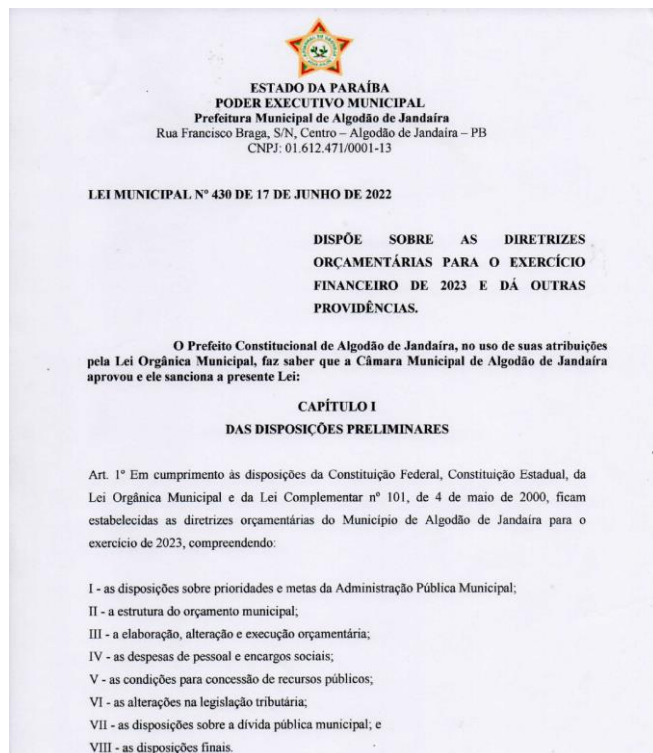 ESTADO DA PARAÍBA
PODER EXECUTIVO MUNICIPAL
Prefeitura Municipal de Algodão de Jandaíra
Rua Francisco Braga, S/N, Centro – Algodão de Jandaíra – PB
CNPJ: 01.612.471/0001-13
LEI MUNICIPAL Nº 430 DE 17 DE JUNHO DE 2022
DISPÕE SOBRE AS DIRETRIZES
ORÇAMENTÁRIAS PARA O EXERCÍCIO
FINANCEIRO DE 2023 E DÁ OUTRAS
PROVIDÊNCIAS.
O Prefeito Constitucional de Algodão de Jandaíra, no uso de suas atribuições
pela Lei Orgânica Municipal, faz saber que a Câmara Municipal de Algodão de Jandaíra
aprovou e ele sanciona a presente Lei:
CAPÍTULO I
DAS DISPOSIÇÕES PRELIMINARES
Art. 1º Em cumprimento às disposições da Constituição Federal, Constituição Estadual, da
Lei Orgânica Municipal e da Lei Complementar nº 101, de 4 de maio de 2000, ficam
estabelecidas as diretrizes orçamentárias do Município de Algodão de Jandaíra para o
exercício de 2023, compreendendo:
I - as disposições sobre prioridades e metas da Administração Pública Municipal;
II - a estrutura do orçamento municipal;
III - a elaboração, alteração e execução orçamentária;
IV - as despesas de pessoal e encargos sociais;
V - as condições para concessão de recursos públicos;
VI - as alterações na legislação tributária;
VII - as disposições sobre a dívida pública municipal; e
VIII - as disposições finais.